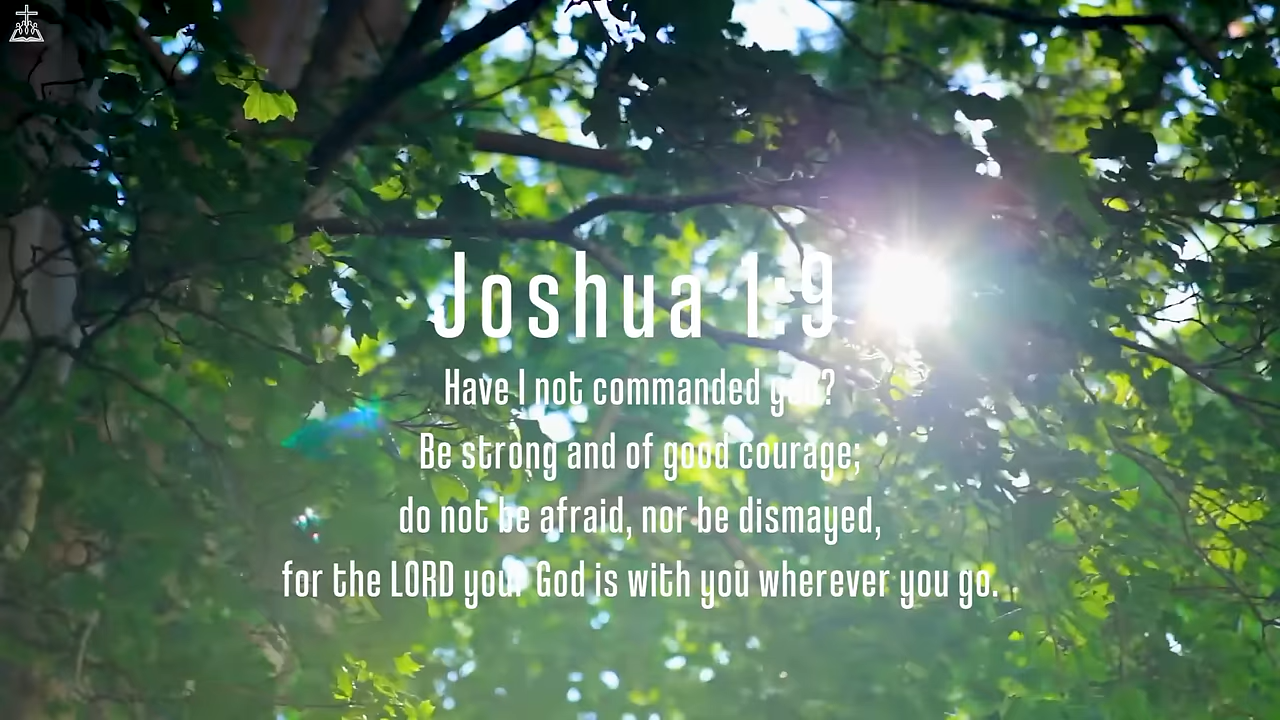 Joshua 1:9
Have I not commanded you?
Be strong and of good courage;
do not be afraid, nor be dismayed,
for the LORD your God is with you wherever you go.